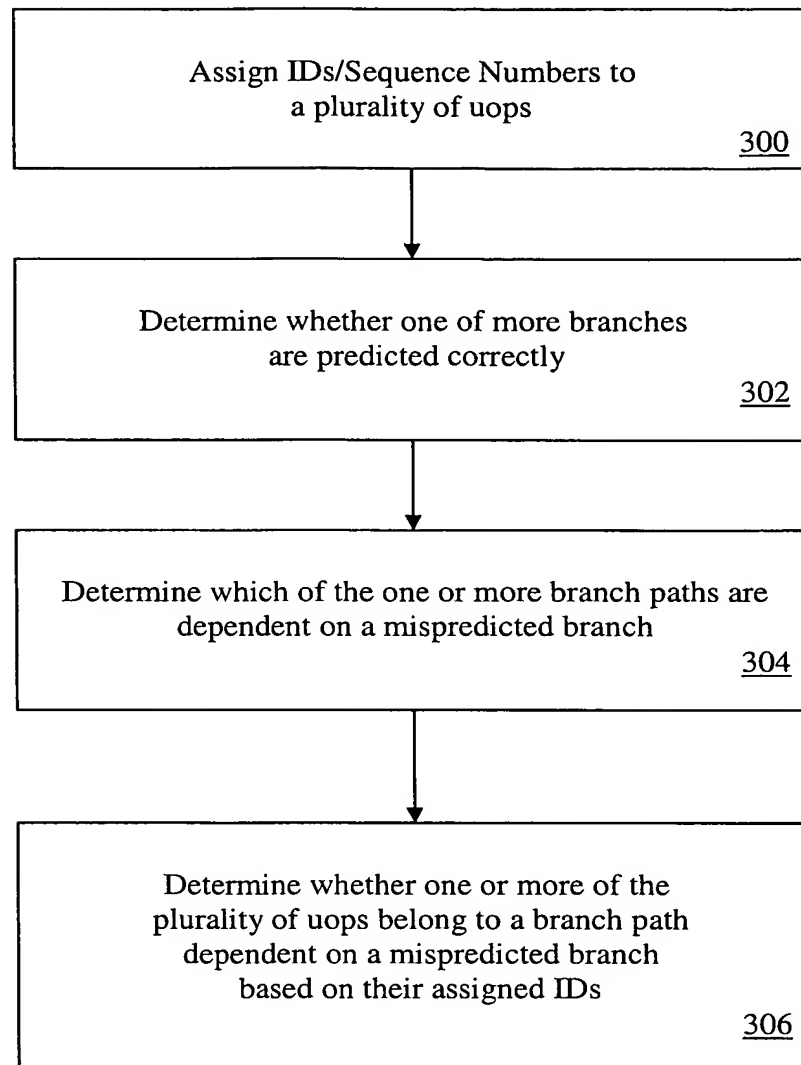 Assign IDs/Sequence Numbers to
a plurality of uops
300
Determine whether one of more branches
are predicted correctly
302
Determine which of the one or more branch paths are
dependent on a mispredicted branch
304
Determine whether one or more of the
plurality of uops belong to a branch path
dependent on a mispredicted branch
based on their assigned IDs
306